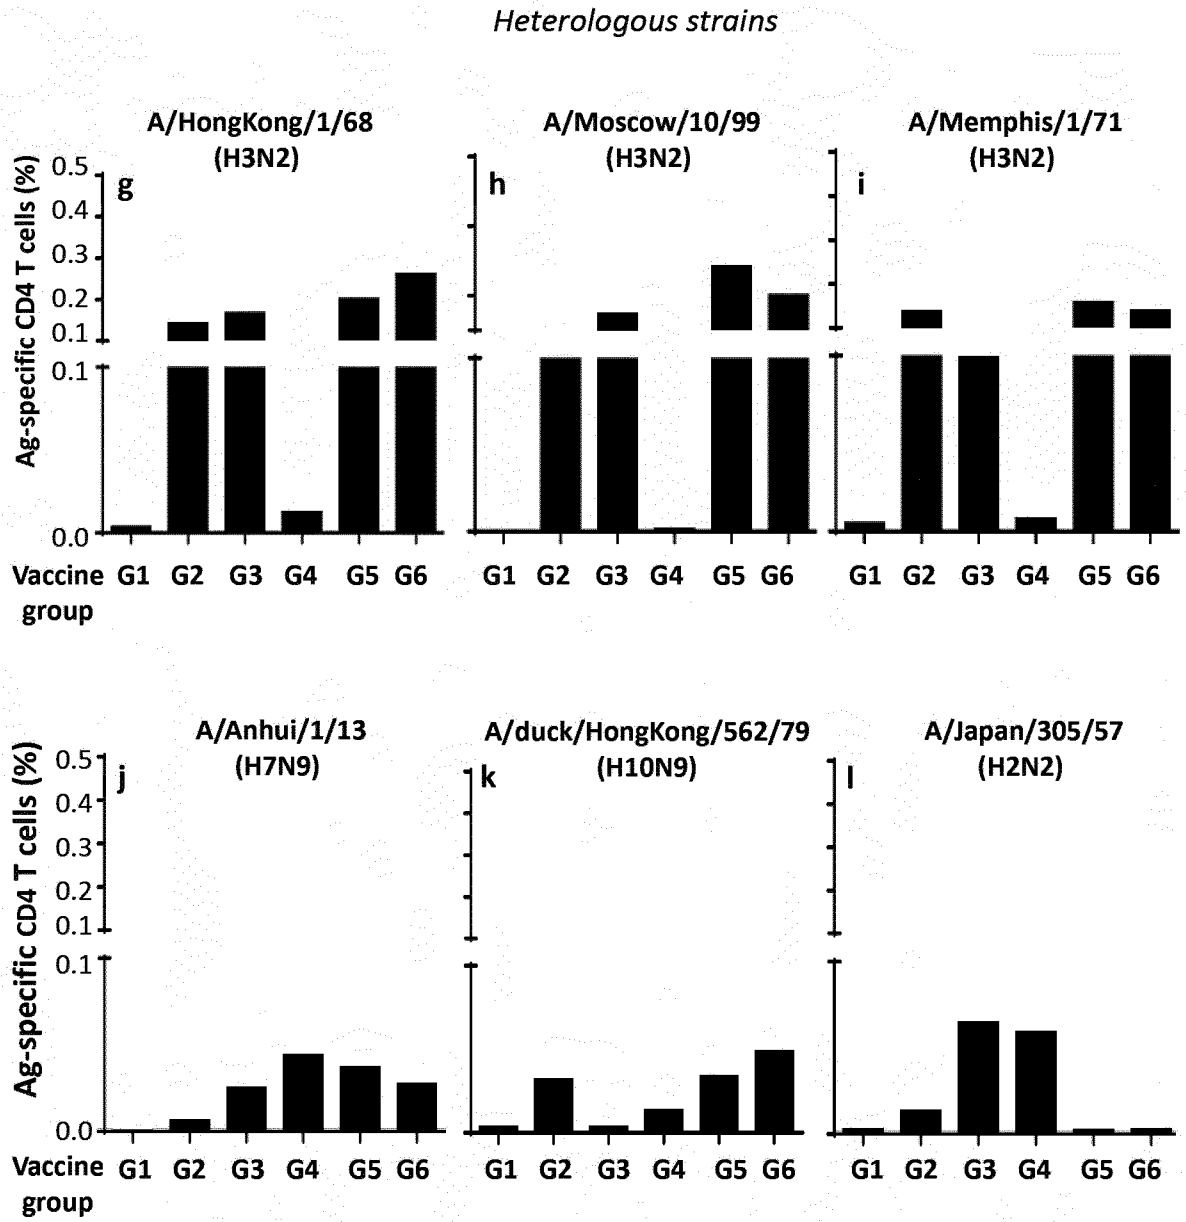 Heterologous strains
A/HongKong/1/68
(H3N2)
A/Moscow/10/99
(H3N2)
A/Memphis/1/71
(H3N2)
g
h
i
Ag-specific CD4 T cells (%)
0.5
0.4
0.3
0.2
0.1
0.1
0.0
Vaccine group
G1 G2 G3 G4 G5 G6
G1 G2 G3 G4 G5 G6
G1 G2 G3 G4 G5 G6
A/Anhui/1/13
(H7N9)
A/duck/HongKong/562/79
(H10N9)
A/Japan/305/57
(H2N2)
j
k
l
Ag-specific CD4 T cells (%)
0.5
0.4
0.3
0.2
0.1
0.1
0.0
Vaccine
group
G1 G2 G3 G4 G5 G6
G1 G2 G3 G4 G5 G6
G1 G2 G3 G4 G5 G6